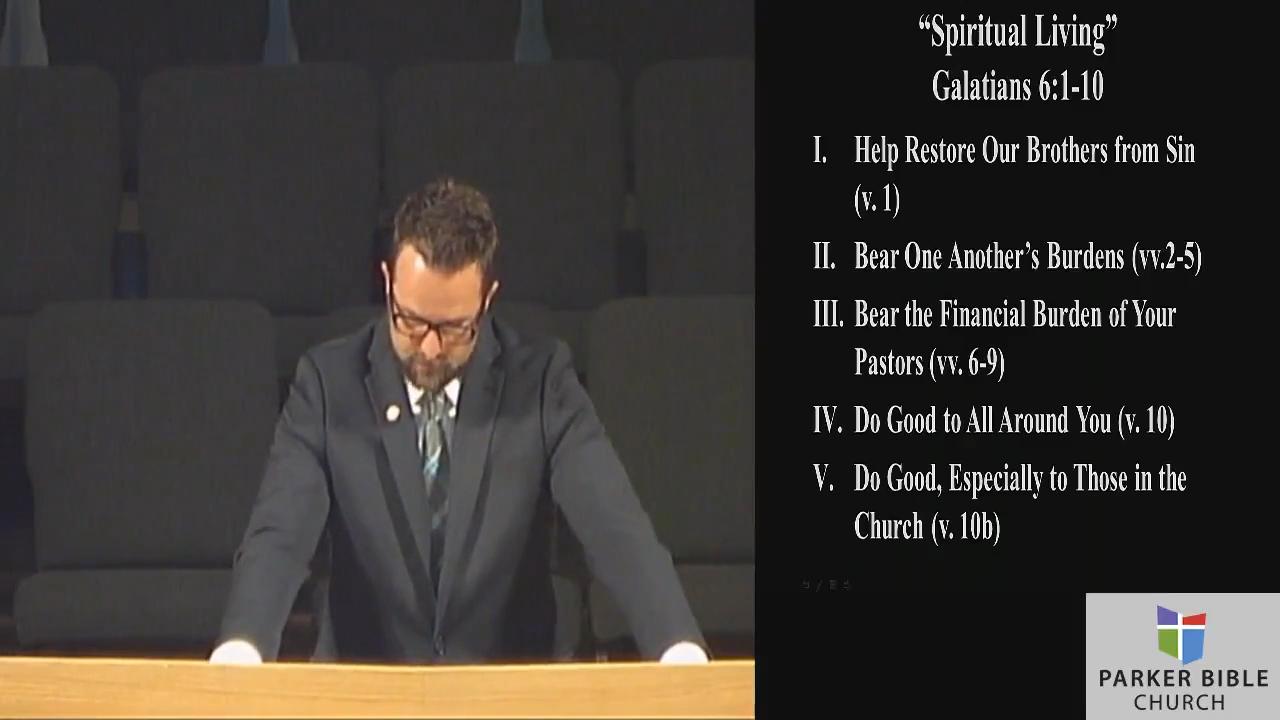 “Spiritual Living”
Galatians 6:1-10
I. Help Restore Our Brothers from Sin
(v. 1)
II. Bear One Another’s Burdens (vv.2-5)
III. Bear the Financial Burden of Your
Pastors (vv. 6-9)
IV. Do Good to All Around You (v. 10)
V. Do Good, Especially to Those in the
Church (v. 10b)
PARKER BIBLE
CHURCH